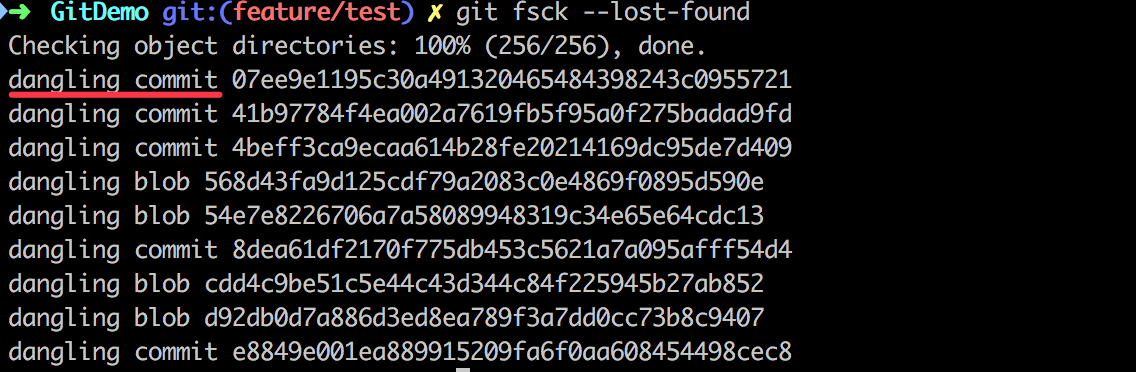 ➜ GitDemo git:(feature/test) ✗ git fsck --lost-found
Checking object directories: 100% (256/256), done.
dangling commit 07ee9e1195c30a491320465484398243c0955721
dangling commit 41b97784f4ea002a7619fb5f95a0f275badad9fd
dangling commit 4beff3ca9ecaa614b28fe20214169dc95de7d409
dangling blob 568d43fa9d125cdf79a2083c0e4869f0895d590e
dangling blob 54e7e8226706a7a58089948319c34e65e64cdc13
dangling commit 8dea61df2170f775db453c5621a7a095afff54d4
dangling blob cdd4c9be51c5e44c43d344c84f225945b27ab852
dangling blob d92db0d7a886d3ed8ea789f3a7dd0cc73b8c9407
dangling commit e8849e001ea889915209fa6f0aa608454498cec8